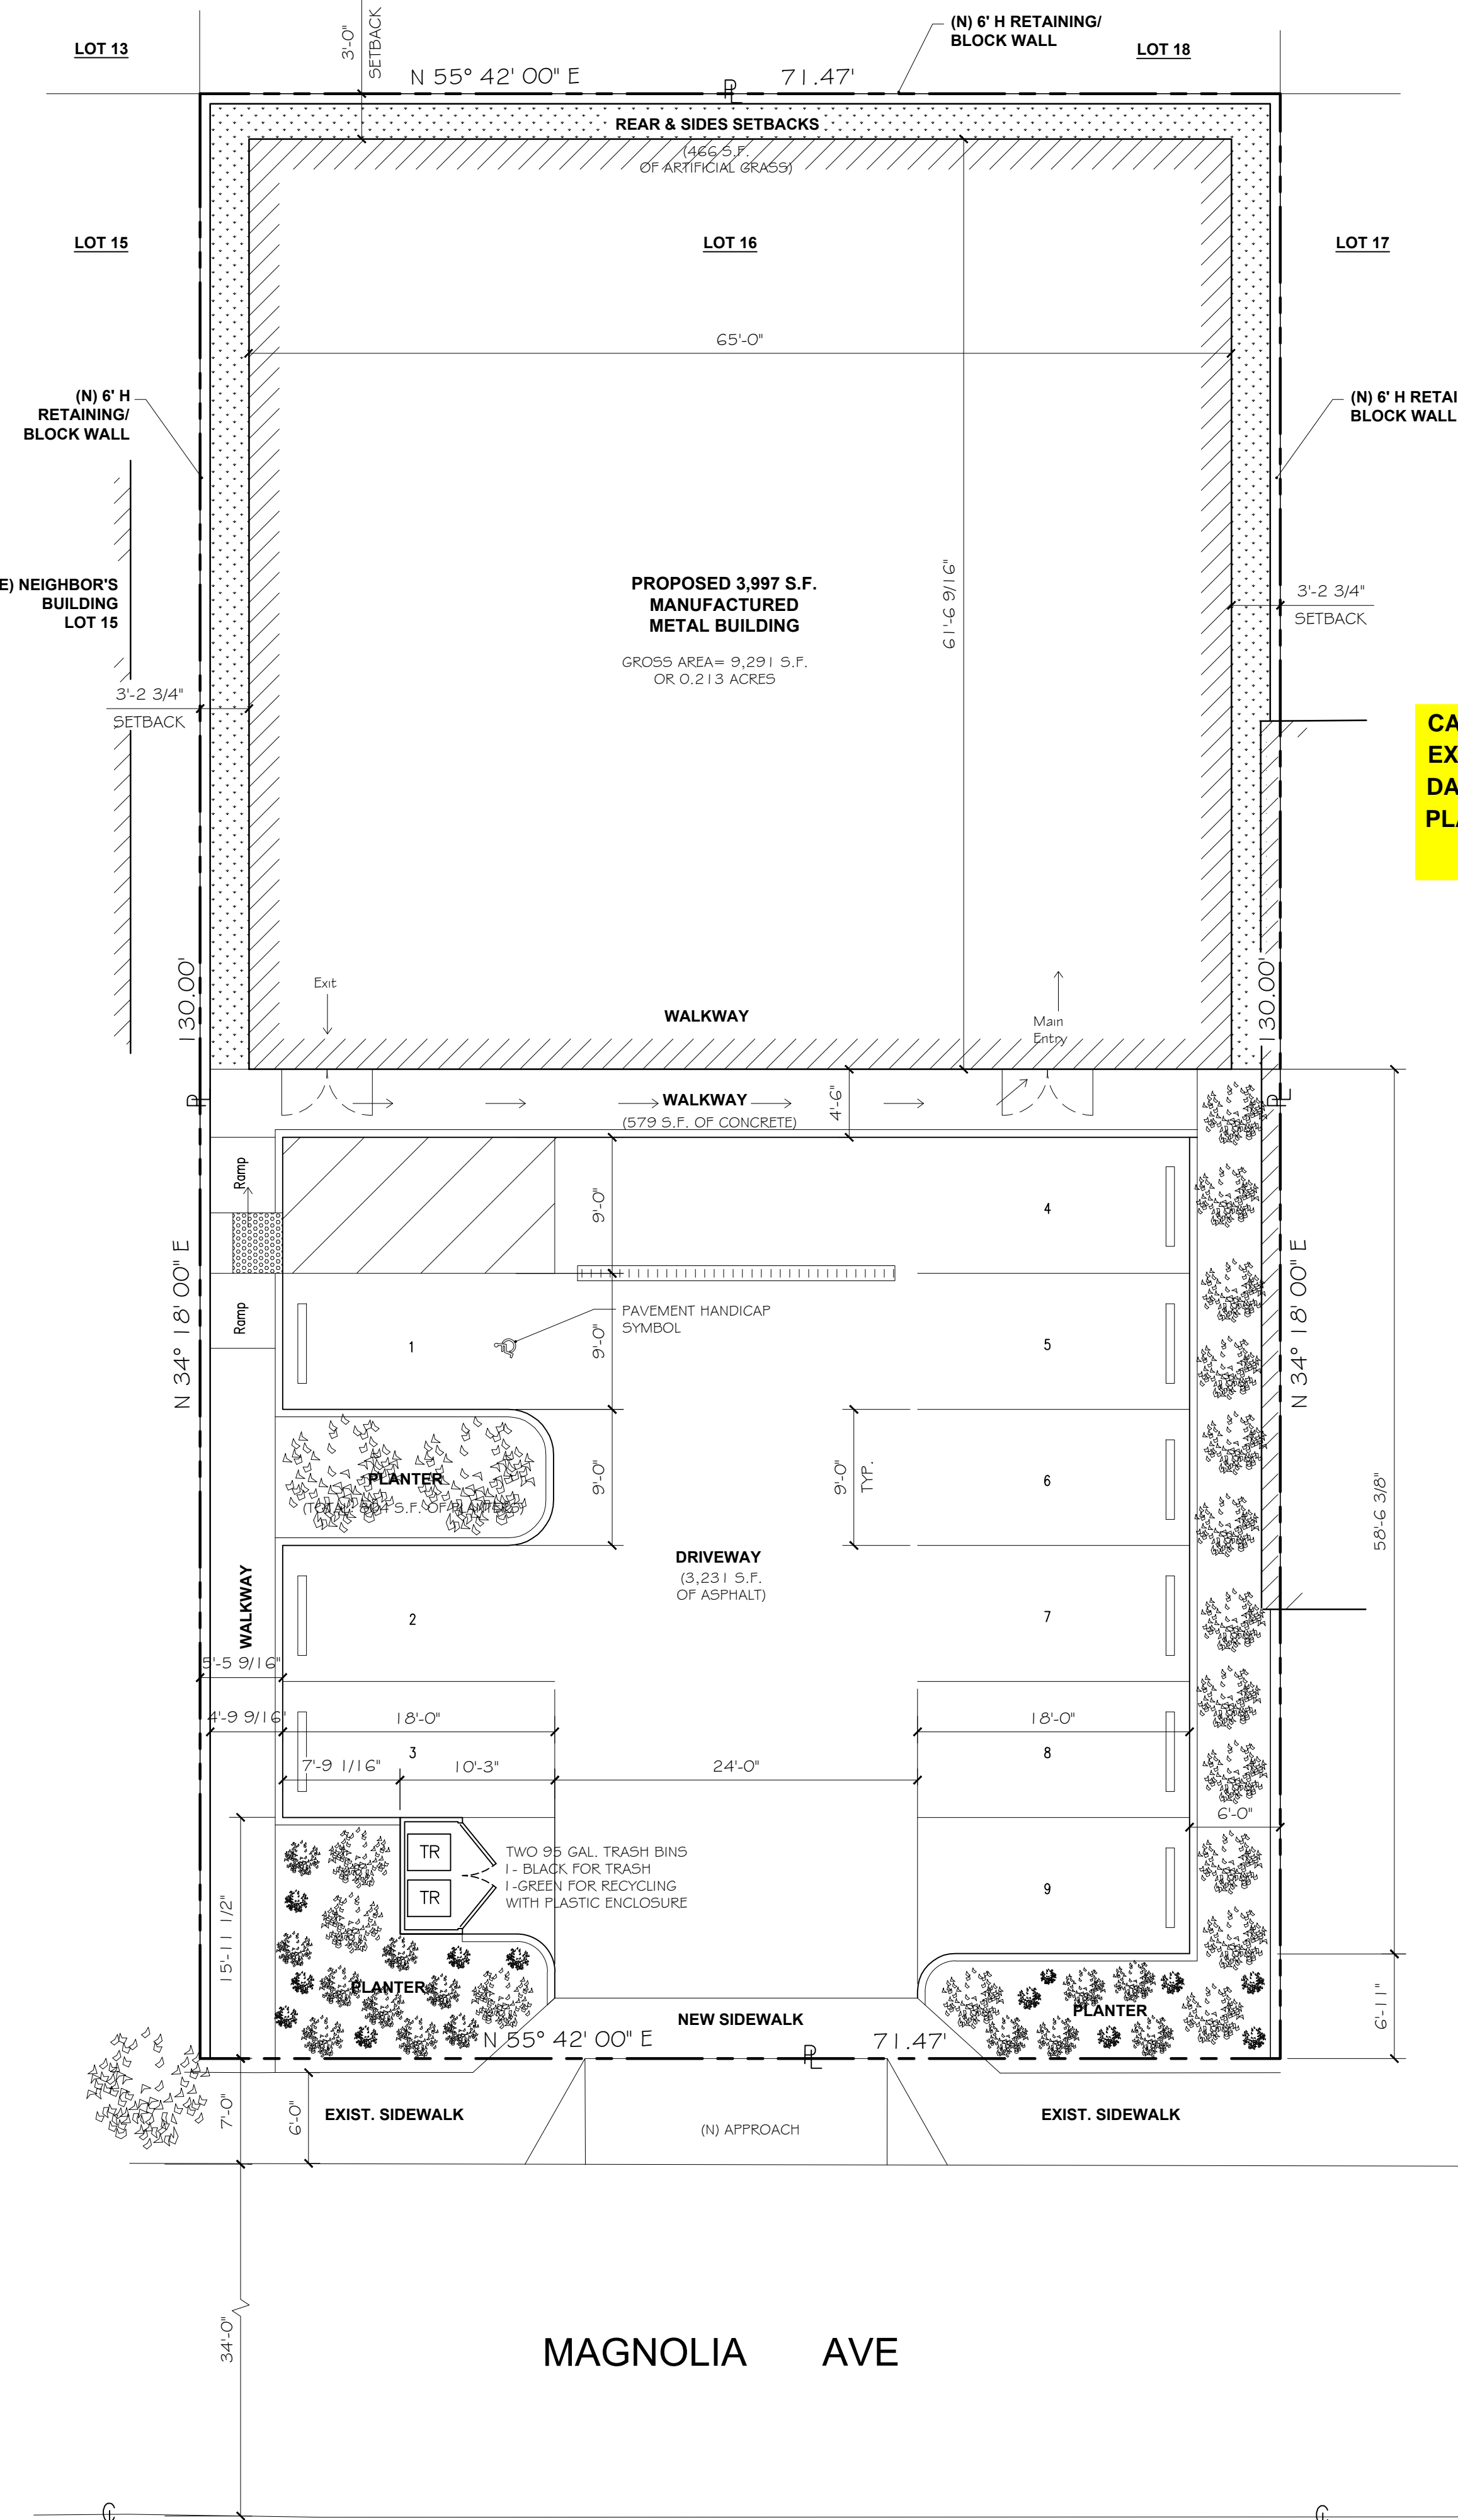 LOT 13
3'-0"
SETBACK
N 55° 42' 00" E
71.47'
(N) 6' H RETAINING/
BLOCK WALL
LOT 18
REAR & SIDES SETBACKS
(466 S.F.
OF ARTIFICIAL GRASS)
LOT 15
LOT 16
LOT 17
65'-0"
(N) 6' H
RETAINING/
BLOCK WALL
(N) 6' H RETAI
BLOCK WALL
E) NEIGHBOR'S
BUILDING
LOT 15
PROPOSED 3,997 S.F.
MANUFACTURED
METAL BUILDING
GROSS AREA= 9,291 S.F.
OR 0.213 ACRES
61'-6 9/16"
3'-2 3/4"
SETBACK
3'-2 3/4"
SETBACK
CA
EX
DA
PLA
130.00'
130.00'
Exit
WALKWAY
Main
Entry
WALKWAY
(579 S.F. OF CONCRETE)
4'-6"
Ramp
9'-0"
4
N 34° 18' 00" E
N 34° 18' 00" E
Ramp
1
PAVEMENT HANDICAP
SYMBOL
9'-0"
5
PLANTER
(TOTAL: 804 S.F. OF PLANTERS)
9'-0"
9'-0"
TYP.
6
58'-6 3/8"
DRIVEWAY
(3,231 S.F.
OF ASPHALT)
WALKWAY
2
7
5'-5 9/16"
4'-9 9/16"
18'-0"
18'-0"
3
8
7'-9 1/16"
10'-3"
24'-0"
6'-0"
TR
TR
TWO 95 GAL. TRASH BINS
1- BLACK FOR TRASH
1-GREEN FOR RECYCLING
WITH PLASTIC ENCLOSURE
9
15'-11 1/2"
PLANTER
NEW SIDEWALK
PLANTER
6'-11"
N 55° 42' 00" E
71.47'
7'-0"
6'-0"
EXIST. SIDEWALK
(N) APPROACH
EXIST. SIDEWALK
34'-0"
MAGNOLIA AVE